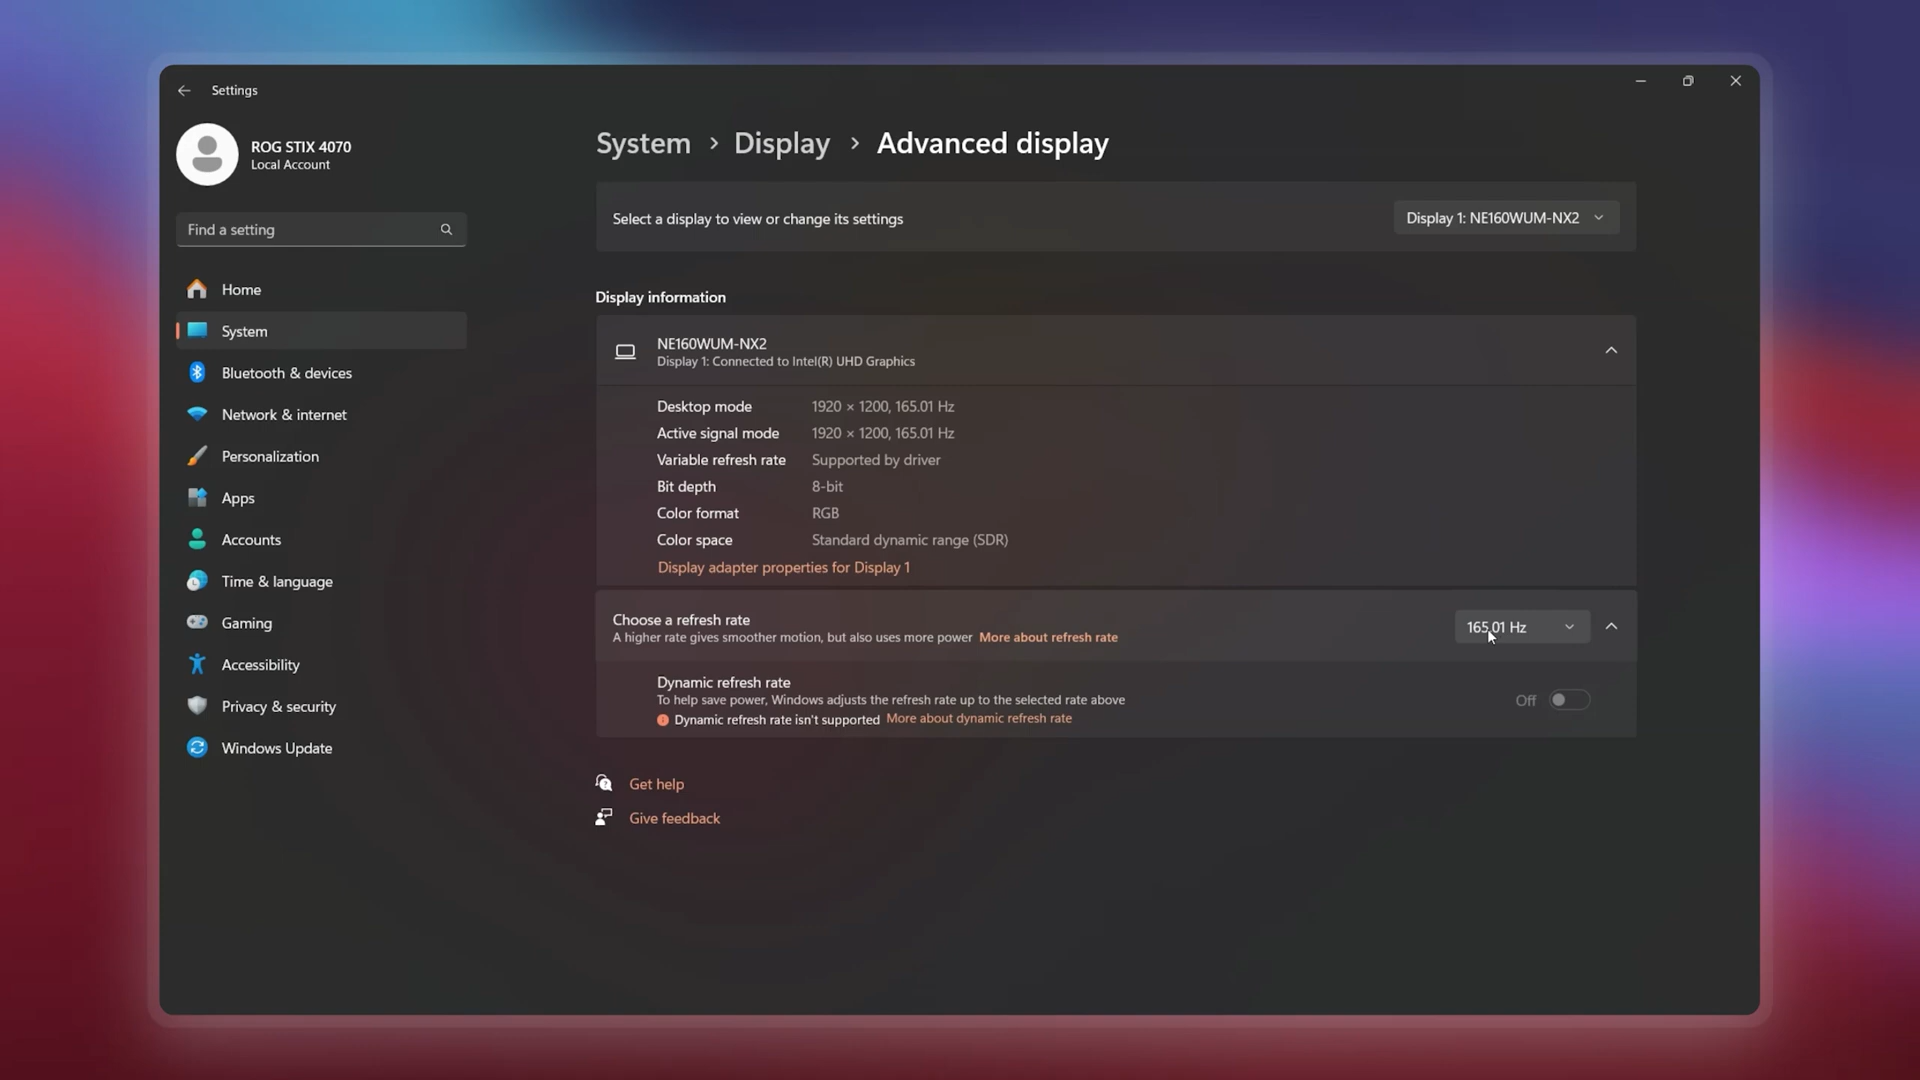 Settings
ROG STIX 4070
Local Account
Find a setting
Home
System
Bluetooth & devices
Network & internet
Personalization
Apps
Accounts
Time & language
Gaming
Accessibility
Privacy & security
Windows Update
System > Display > Advanced display
Select a display to view or change its settings
Display 1: NE160WUM-NX2
Display information
NE160WUM-NX2
Display 1: Connected to Intel(R) UHD Graphics
Desktop mode 1920 × 1200, 165.01 Hz
Active signal mode 1920 × 1200, 165.01 Hz
Variable refresh rate Supported by driver
Bit depth 8-bit
Color format RGB
Color space Standard dynamic range (SDR)
Display adapter properties for Display 1
Choose a refresh rate
A higher rate gives smoother motion, but also uses more power More about refresh rate
165.01 Hz
Dynamic refresh rate
To help save power, Windows adjusts the refresh rate up to the selected rate above
Dynamic refresh rate isn't supported More about dynamic refresh rate
Off
Get help
Give feedback